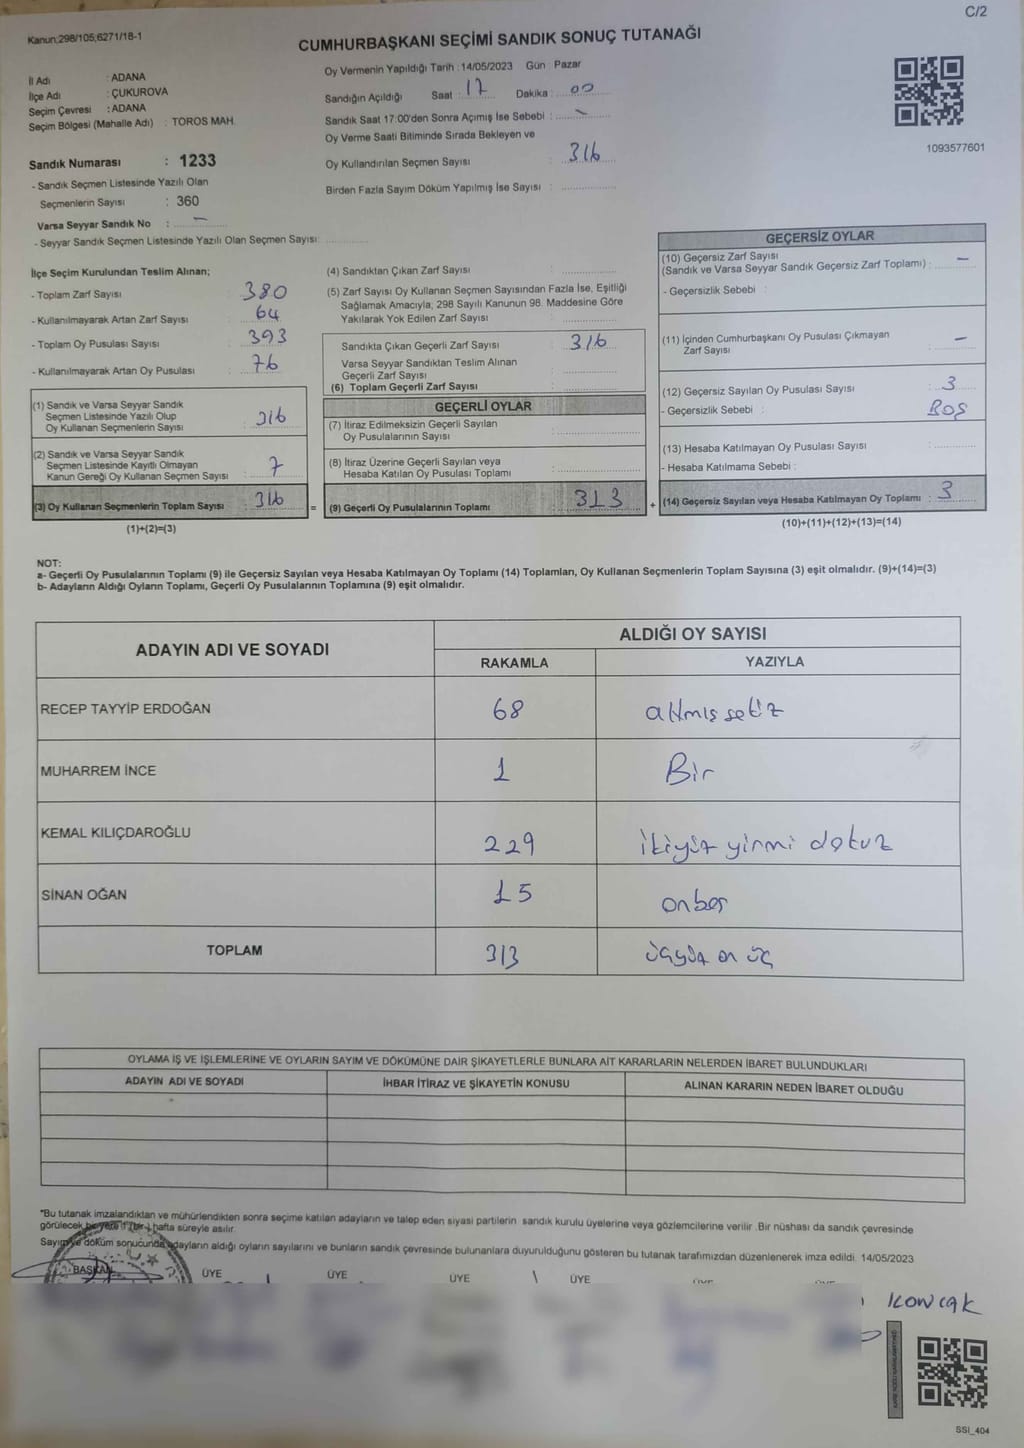 C/2
Kanun;298/105;6271/18-1
CUMHURBAŞKANI SEÇİMİ SANDIK SONUÇ TUTANAĞI
İl Adı : ADANA
İlçe Adı : ÇUKUROVA
Seçim Çevresi : ADANA
Seçim Bölgesi (Mahalle Adı) : TOROS MAH.
Sandık Numarası : 1233
- Sandık Seçmen Listesinde Yazılı Olan
Seçmenlerin Sayısı : 360
Varsa Seyyar Sandık No : –
- Seyyar Sandık Seçmen Listesinde Yazılı Olan Seçmen Sayısı:
Oy Vermenin Yapıldığı Tarih : 14/05/2023 Gün : Pazar
Sandığın Açıldığı Saat : 17 Dakika : 00
Sandık Saat 17:00'den Sonra Açımış İse Sebebi : –
Oy Verme Saati Bitiminde Sırada Bekleyen ve
Oy Kullandırılan Seçmen Sayısı : 316
Birden Fazla Sayım Döküm Yapılmış İse Sayısı :
1093577601
İlçe Seçim Kurulundan Teslim Alınan;
- Toplam Zarf Sayısı : 380
- Kullanılmayarak Artan Zarf Sayısı : 64
- Toplam Oy Pusulası Sayısı : 393
- Kullanılmayarak Artan Oy Pusulası : 76
(1) Sandık ve Varsa Seyyar Sandık
Seçmen Listesinde Yazılı Olup
Oy Kullanan Seçmenlerin Sayısı : 316
(2) Sandık ve Varsa Seyyar Sandık
Seçmen Listesinde Kayıtlı Olmayan
Kanun Gereği Oy Kullanan Seçmen Sayısı : 7
(3) Oy Kullanan Seçmenlerin Toplam Sayısı : 316
(1)+(2)=(3)
(4) Sandıktan Çıkan Zarf Sayısı :
(5) Zarf Sayısı Oy Kullanan Seçmen Sayısından Fazla İse, Eşitliği
Sağlamak Amacıyla; 298 Sayılı Kanunun 98. Maddesine Göre
Yakılarak Yok Edilen Zarf Sayısı :
Sandıkta Çıkan Geçerli Zarf Sayısı : 316
Varsa Seyyar Sandıktan Teslim Alınan
Geçerli Zarf Sayısı :
(6) Toplam Geçerli Zarf Sayısı :
GEÇERLİ OYLAR
(7) İtiraz Edilmeksizin Geçerli Sayılan
Oy Pusulalarının Sayısı :
(8) İtiraz Üzerine Geçerli Sayılan veya
Hesaba Katılan Oy Pusulası Toplamı :
= (9) Geçerli Oy Pusulalarının Toplamı : 313 +
GEÇERSİZ OYLAR
(10) Geçersiz Zarf Sayısı
(Sandık ve Varsa Seyyar Sandık Geçersiz Zarf Toplamı) : –
- Geçersizlik Sebebi :
(11) İçinden Cumhurbaşkanı Oy Pusulası Çıkmayan
Zarf Sayısı : –
(12) Geçersiz Sayılan Oy Pusulası Sayısı : 3
- Geçersizlik Sebebi : BOŞ
(13) Hesaba Katılmayan Oy Pusulası Sayısı :
- Hesaba Katılmama Sebebi :
(14) Geçersiz Sayılan veya Hesaba Katılmayan Oy Toplamı : 3
(10)+(11)+(12)+(13)=(14)
NOT:
a- Geçerli Oy Pusulalarının Toplamı (9) ile Geçersiz Sayılan veya Hesaba Katılmayan Oy Toplamı (14) Toplamları, Oy Kullanan Seçmenlerin Toplam Sayısına (3) eşit olmalıdır. (9)+(14)=(3)
b- Adayların Aldığı Oyların Toplamı, Geçerli Oy Pusulalarının Toplamına (9) eşit olmalıdır.
ADAYIN ADI VE SOYADI
ALDIĞI OY SAYISI
RAKAMLA YAZIYLA
RECEP TAYYİP ERDOĞAN 68 altmış sekiz
MUHARREM İNCE 1 Bir
KEMAL KILIÇDAROĞLU 229 ikiyüz yirmi dokuz
SİNAN OĞAN 15 onbeş
TOPLAM 313 üçyüz on üç
OYLAMA İŞ VE İŞLEMLERİNE VE OYLARIN SAYIM VE DÖKÜMÜNE DAİR ŞİKAYETLERLE BUNLARA AİT KARARLARIN NELERDEN İBARET BULUNDUKLARI
ADAYIN ADI VE SOYADI İHBAR İTİRAZ VE ŞİKAYETİN KONUSU ALINAN KARARIN NEDEN İBARET OLDUĞU
"Bu tutanak imzalandıktan ve mühürlendikten sonra seçime katılan adayların ve talep eden siyasi partilerin sandık kurulu üyelerine veya gözlemcilerine verilir. Bir nüshası da sandık çevresinde
görülecek bir yere 1 (bir) hafta süreyle asılır.
Sayım ve döküm sonucunda adayların aldığı oyların sayılarını ve bunların sandık çevresinde bulunanlara duyurulduğunu gösteren bu tutanak tarafımızdan düzenlenerek imza edildi. 14/05/2023
BAŞKAN ÜYE ÜYE ÜYE ÜYE
SSI_404